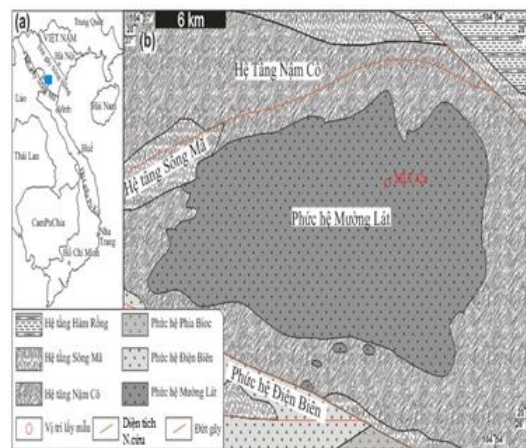 (a)
Trung Quốc
VIỆT NAM
Hà Nội
Lào
Vinh
Hải Nam
Thái Lan
Huế
CamPuChia
Nha
Trang
Hồ Chí Minh
6 km
(b)
Hệ Tầng Nậm Cô
Hệ tầng Sông Mã
Phức hệ Mường Lát
Phức hệ Điện Biên
Hệ tầng Hàm Rồng
Phức hệ Phia Bioc
Hệ tầng Sông Mã
Phức hệ Điện Biên
Hệ tầng Nậm Cô
Phức hệ Mường Lát
Vị trí lấy mẫu
Diện tích
N.cứu
Đứt gãy